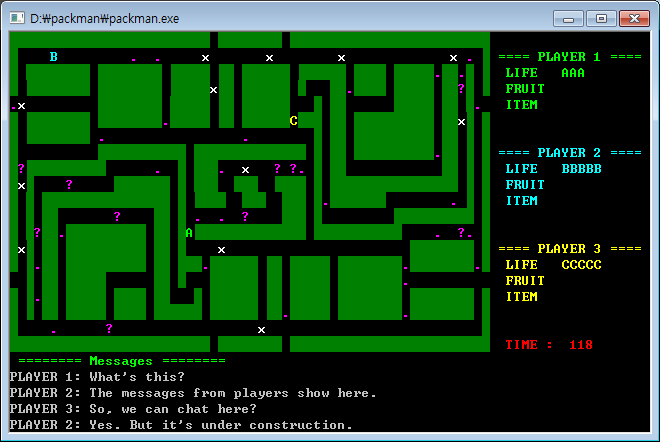 D:₩packman₩packman.exe
==== PLAYER 1 ====
LIFE AAA
FRUIT
ITEM
==== PLAYER 2 ====
LIFE BBBBB
FRUIT
ITEM
==== PLAYER 3 ====
LIFE CCCCC
FRUIT
ITEM
TIME : 118
B
C
A
======== Messages ========
PLAYER 1: What's this?
PLAYER 2: The messages from players show here.
PLAYER 3: So, we can chat here?
PLAYER 2: Yes. But it's under construction.